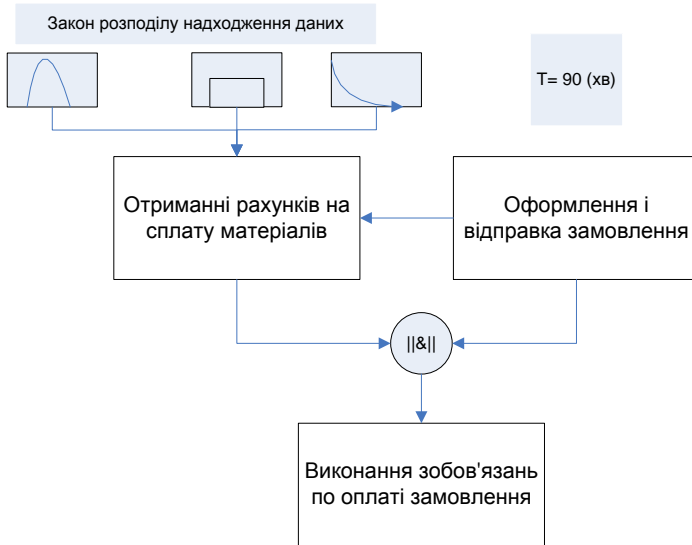 Закон розподілу надходження даних
Т= 90 (хв)
Отриманні рахунків на
сплату матеріалів
Оформлення і
відправка замовлення
||&||
Виконання зобов'язань
по оплаті замовлення